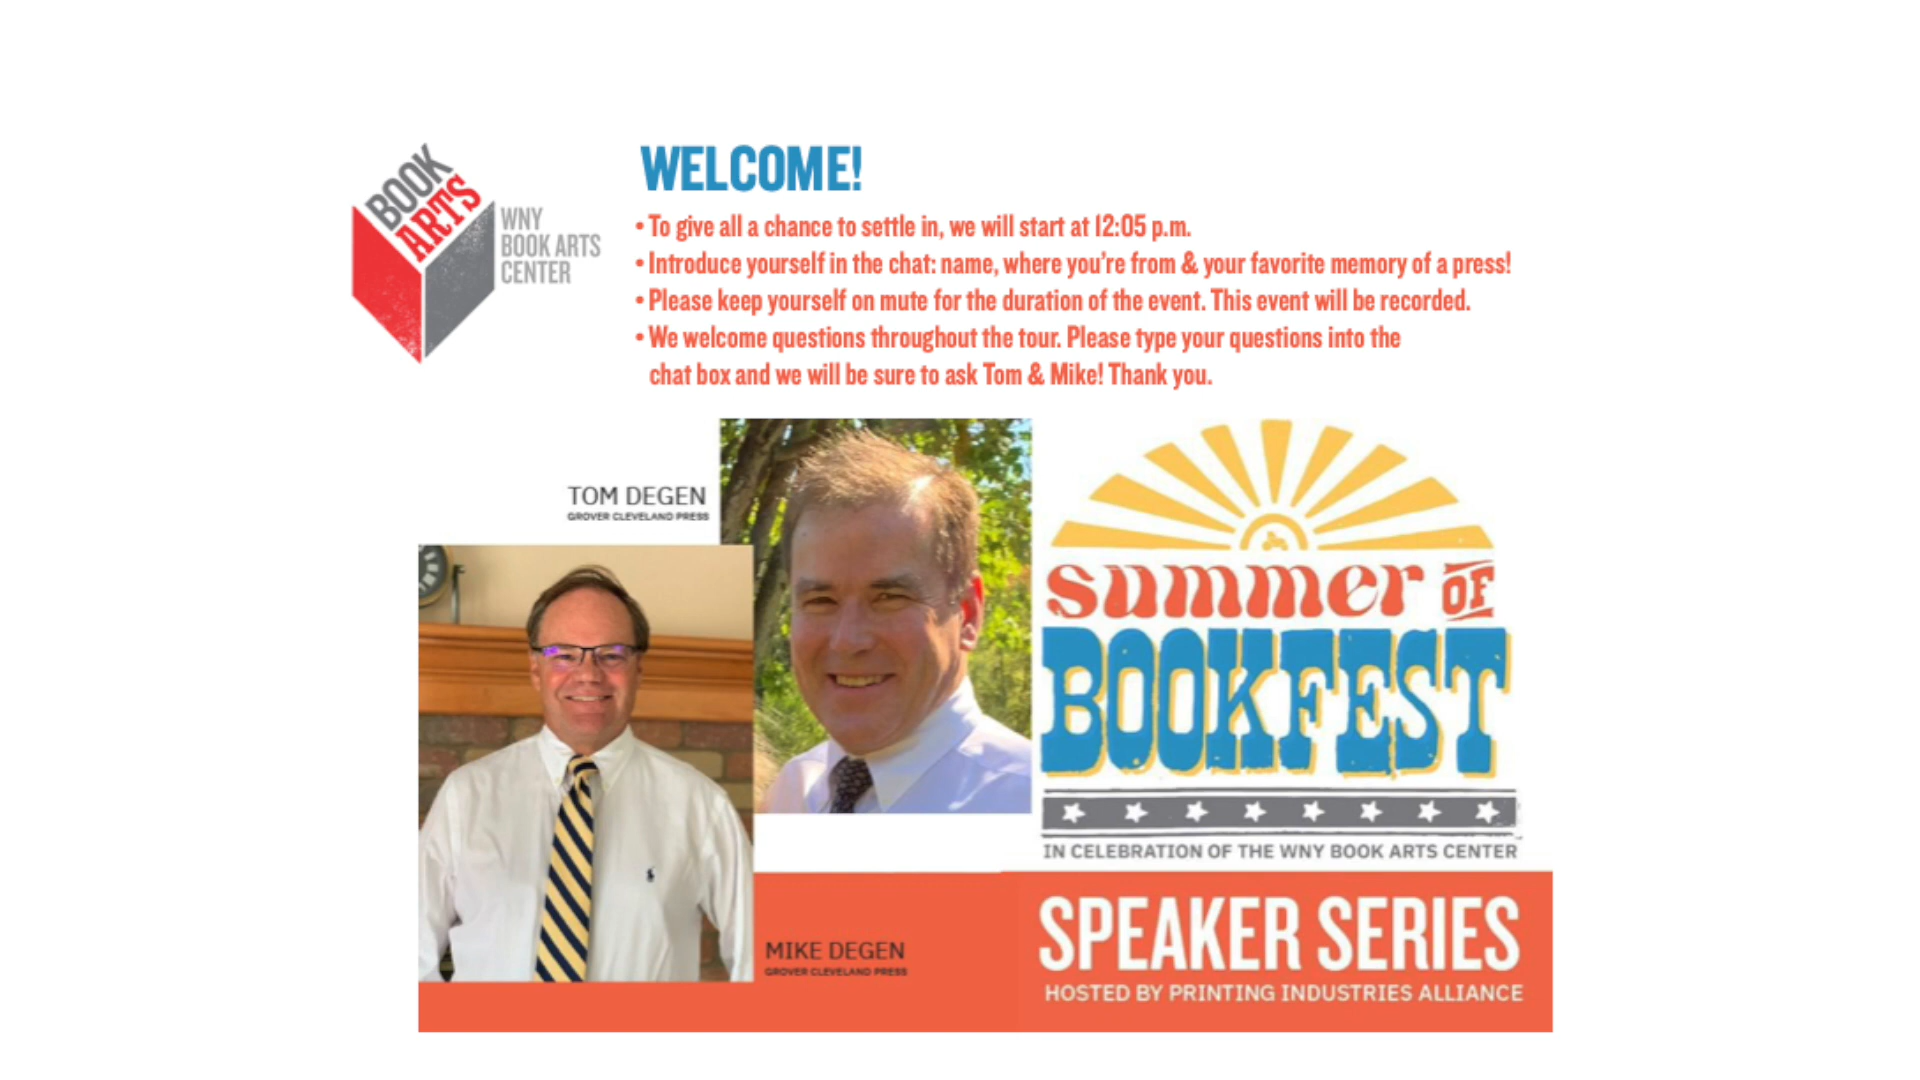 BOOK
ARTS
WNY
BOOK ARTS
CENTER
WELCOME!
• To give all a chance to settle in, we will start at 12:05 p.m.
• Introduce yourself in the chat: name, where you're from & your favorite memory of a press!
• Please keep yourself on mute for the duration of the event. This event will be recorded.
• We welcome questions throughout the tour. Please type your questions into the
chat box and we will be sure to ask Tom & Mike! Thank you.
TOM DEGEN
GROVER CLEVELAND PRESS
MIKE DEGEN
GROVER CLEVELAND PRESS
summer OF
BOOKFEST
IN CELEBRATION OF THE WNY BOOK ARTS CENTER
SPEAKER SERIES
HOSTED BY PRINTING INDUSTRIES ALLIANCE